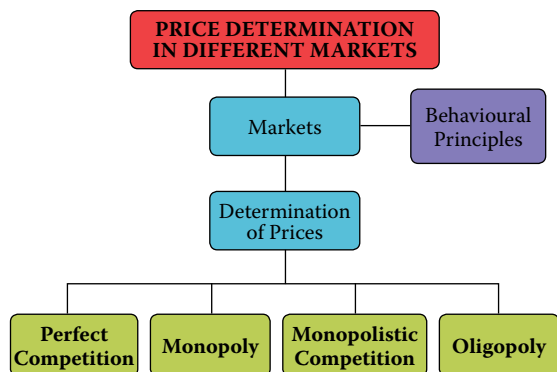 PRICE DETERMINATION
IN DIFFERENT MARKETS
Markets
Behavioural
Principles
Determination
of Prices
Perfect
Competition
Monopoly
Monopolistic
Competition
Oligopoly